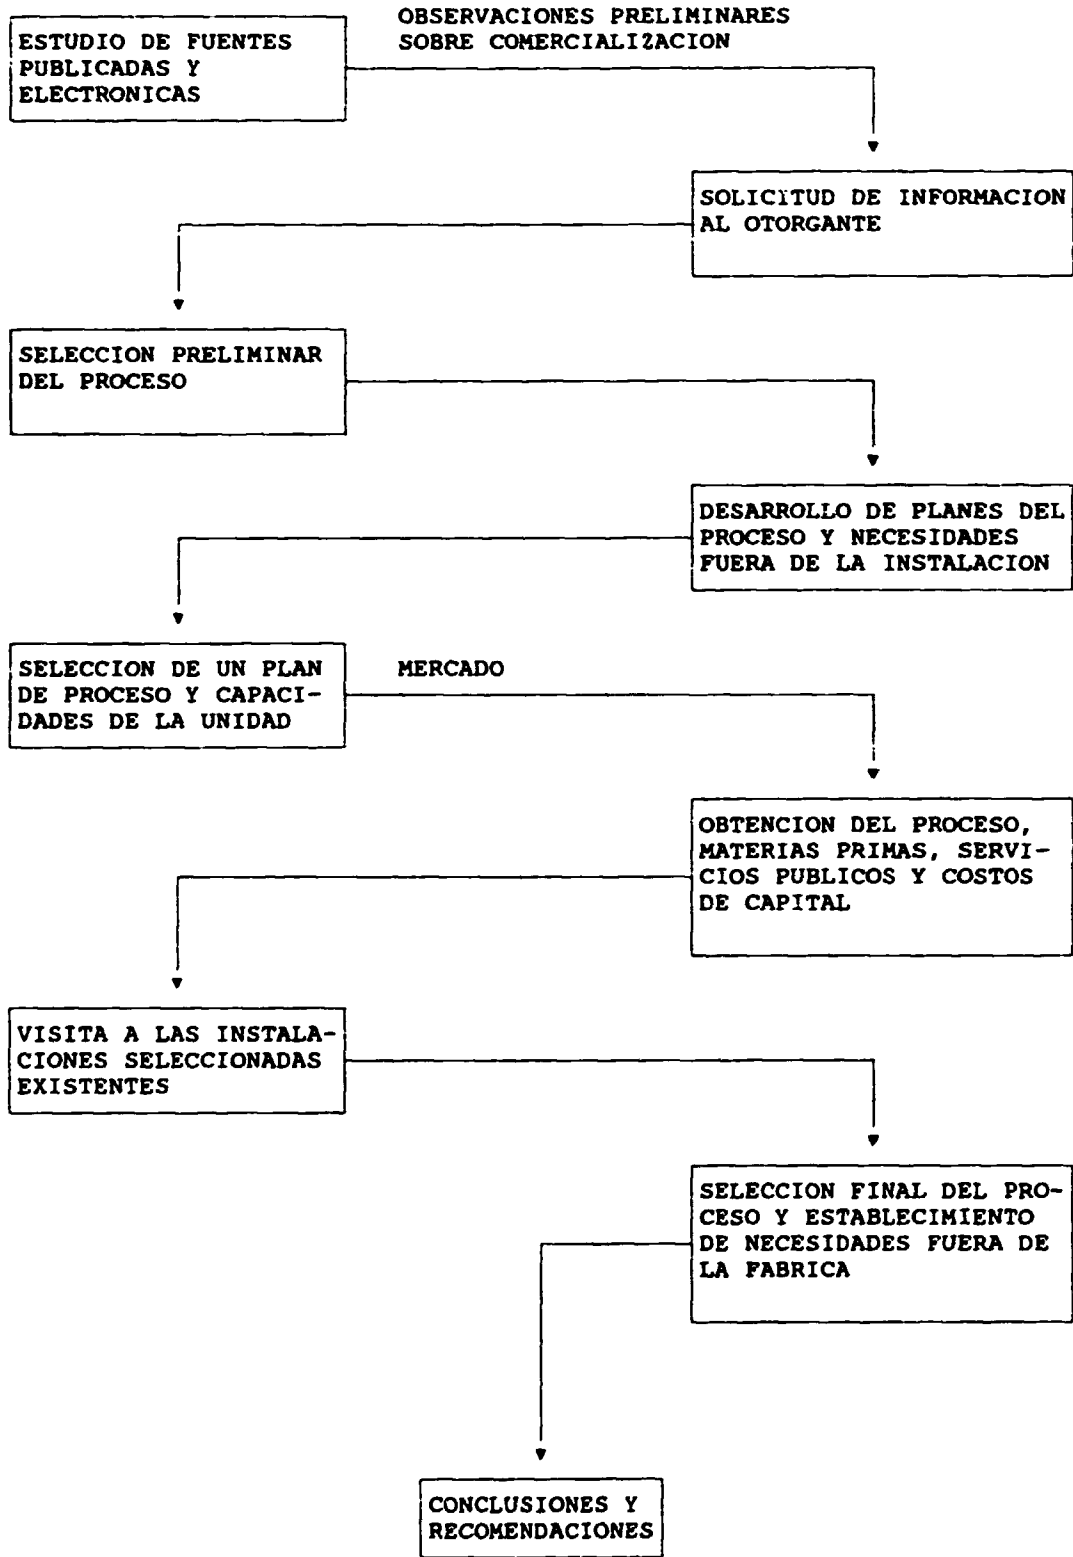 ESTUDIO DE FUENTES
PUBLICADAS Y
ELECTRONICAS
OBSERVACIONES PRELIMINARES
SOBRE COMERCIALIZACION
SOLICITUD DE INFORMACION
AL OTORGANTE
SELECCION PRELIMINAR
DEL PROCESO
DESARROLLO DE PLANES DEL
PROCESO Y NECESIDADES
FUERA DE LA INSTALACION
SELECCION DE UN PLAN
DE PROCESO Y CAPACI-
DADES DE LA UNIDAD
MERCADO
OBTENCION DEL PROCESO,
MATERIAS PRIMAS, SERVI-
CIOS PUBLICOS Y COSTOS
DE CAPITAL
VISITA A LAS INSTALA-
CIONES SELECCIONADAS
EXISTENTES
SELECCION FINAL DEL PRO-
CESO Y ESTABLECIMIENTO
DE NECESIDADES FUERA DE
LA FABRICA
CONCLUSIONES Y
RECOMENDACIONES